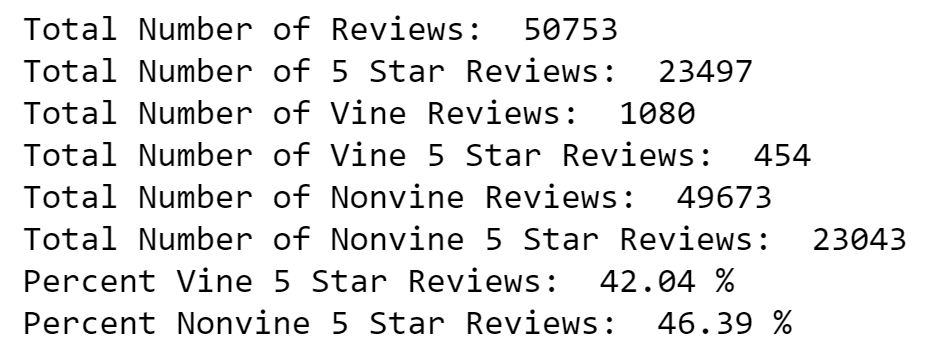 Total Number of Reviews:  50753
Total Number of 5 Star Reviews:  23497
Total Number of Vine Reviews:  1080
Total Number of Vine 5 Star Reviews:  454
Total Number of Nonvine Reviews:  49673
Total Number of Nonvine 5 Star Reviews:  23043
Percent Vine 5 Star Reviews:  42.04 %
Percent Nonvine 5 Star Reviews:  46.39 %